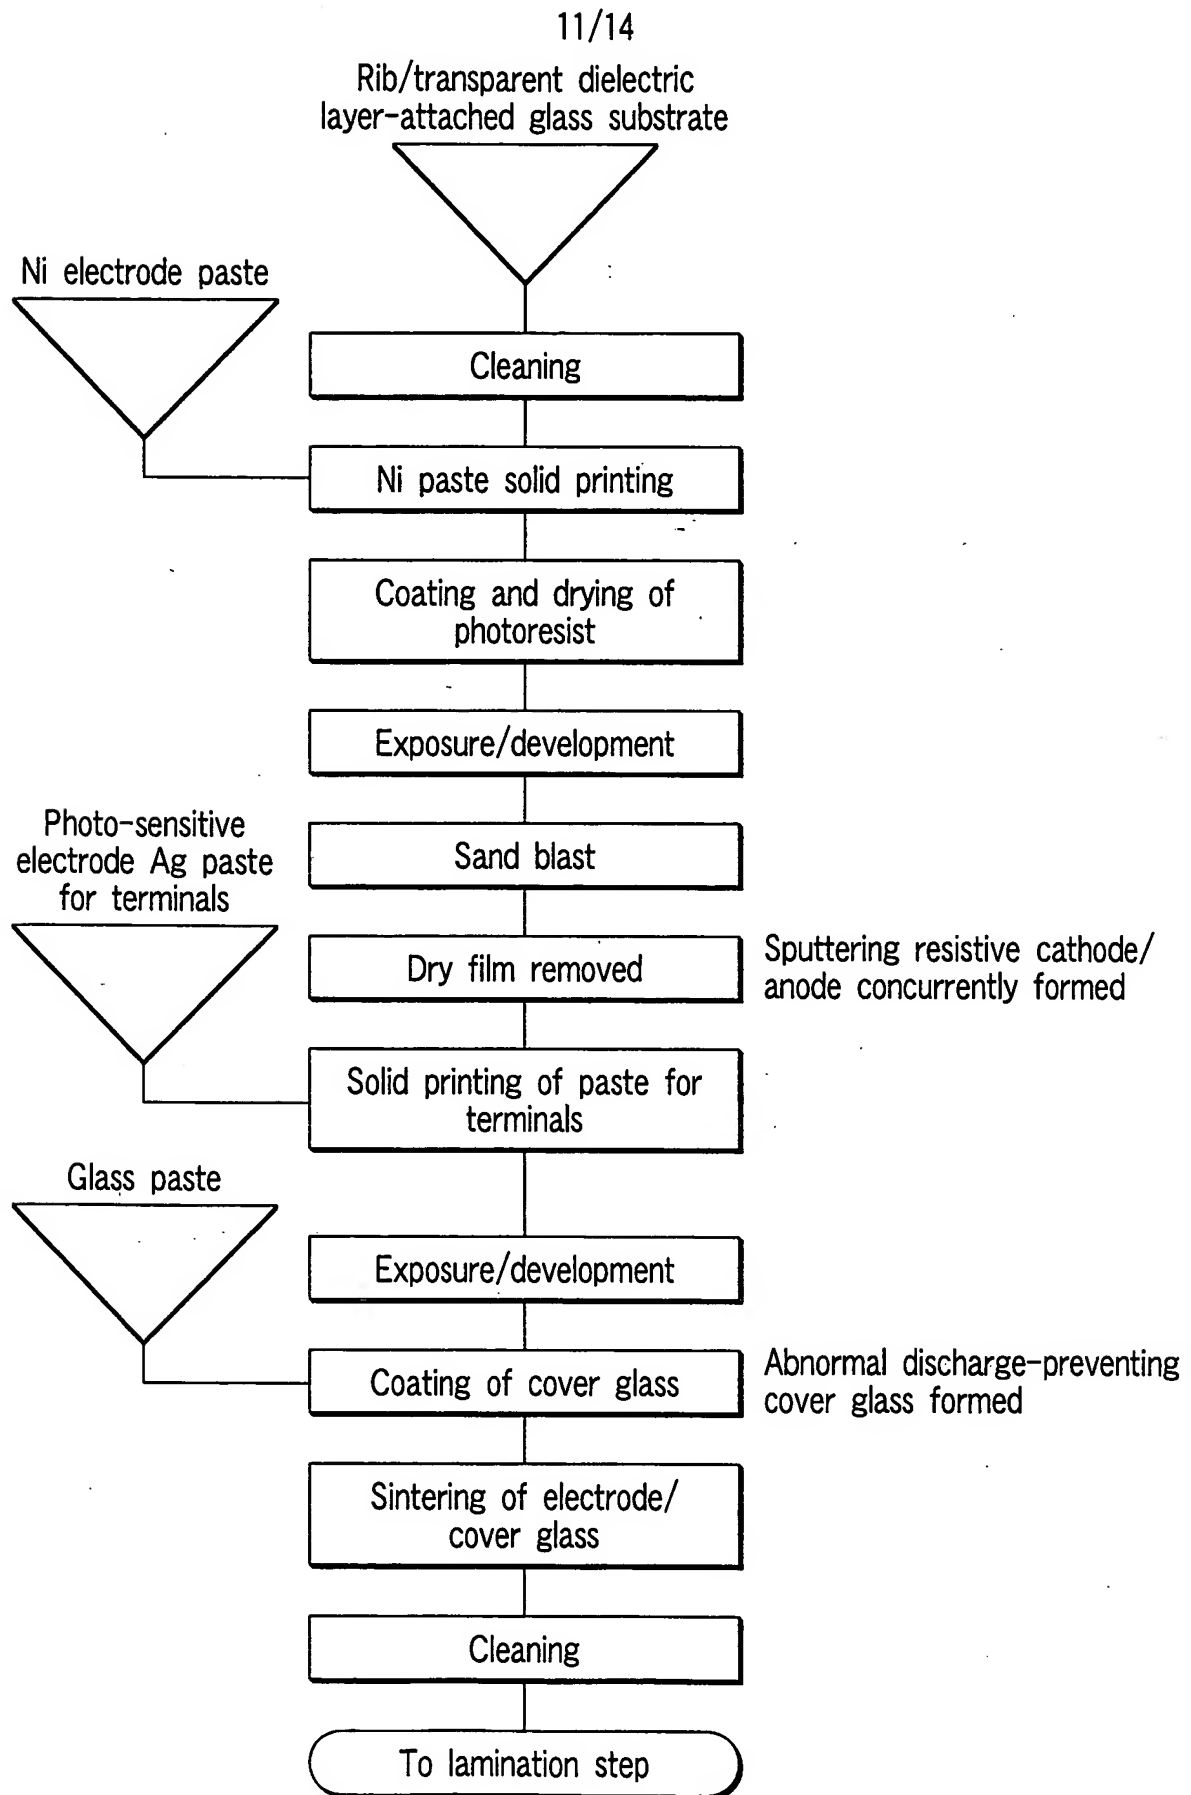 11/14
Rib/transparent dielectric
layer-attached glass substrate
Ni electrode paste
Cleaning
Ni paste solid printing
Coating and drying of
photoresist
Exposure/development
Photo-sensitive
electrode Ag paste
for terminals
Sand blast
Dry film removed
Sputtering resistive cathode/
anode concurrently formed
Solid printing of paste for
terminals
Glass paste
Exposure/development
Coating of cover glass
Abnormal discharge-preventing
cover glass formed
Sintering of electrode/
cover glass
Cleaning
To lamination step